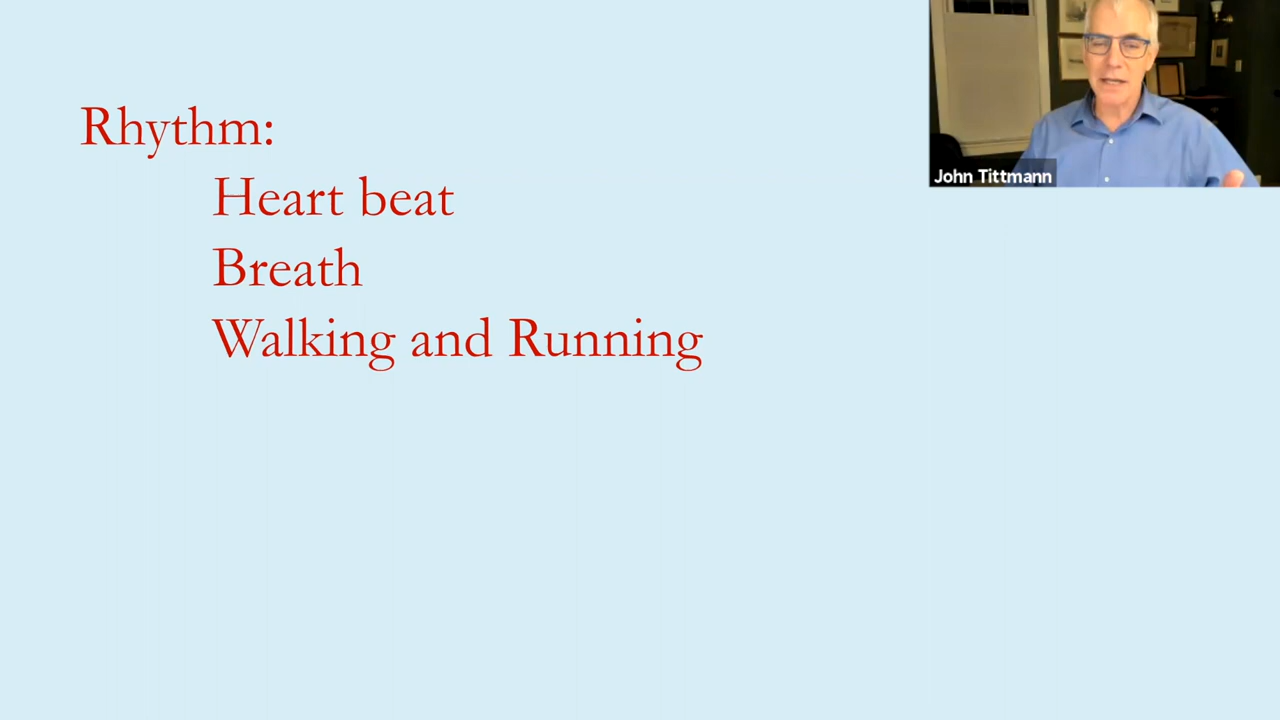 Rhythm:
Heart beat
Breath
Walking and Running
John Tittmann